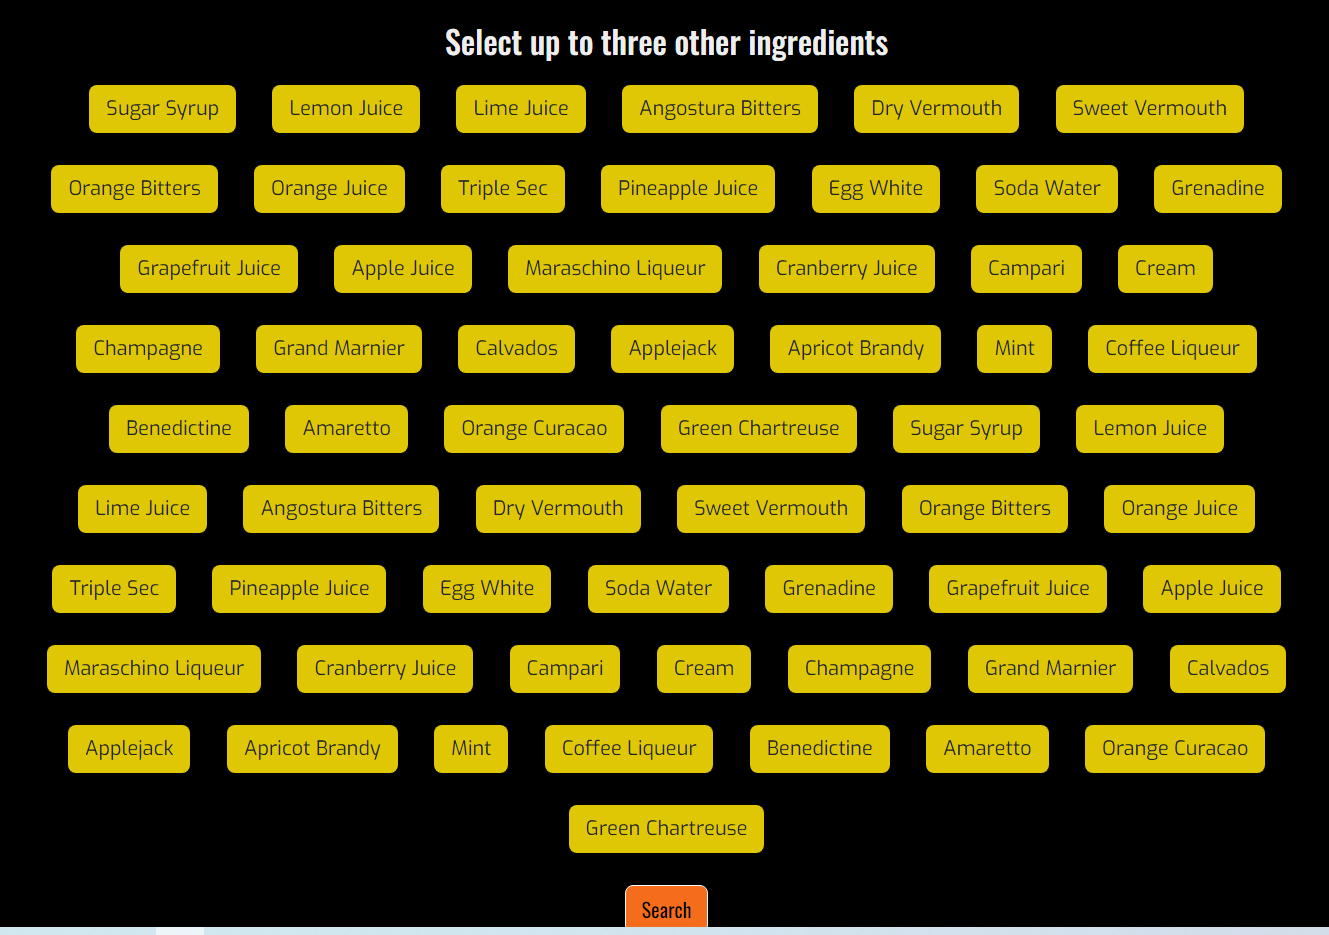 Select up to three other ingredients
Sugar Syrup Lemon Juice Lime Juice Angostura Bitters Dry Vermouth Sweet Vermouth
Orange Bitters Orange Juice Triple Sec Pineapple Juice Egg White Soda Water Grenadine
Grapefruit Juice Apple Juice Maraschino Liqueur Cranberry Juice Campari Cream
Champagne Grand Marnier Calvados Applejack Apricot Brandy Mint Coffee Liqueur
Benedictine Amaretto Orange Curacao Green Chartreuse Sugar Syrup Lemon Juice
Lime Juice Angostura Bitters Dry Vermouth Sweet Vermouth Orange Bitters Orange Juice
Triple Sec Pineapple Juice Egg White Soda Water Grenadine Grapefruit Juice Apple Juice
Maraschino Liqueur Cranberry Juice Campari Cream Champagne Grand Marnier Calvados
Applejack Apricot Brandy Mint Coffee Liqueur Benedictine Amaretto Orange Curacao
Green Chartreuse
Search